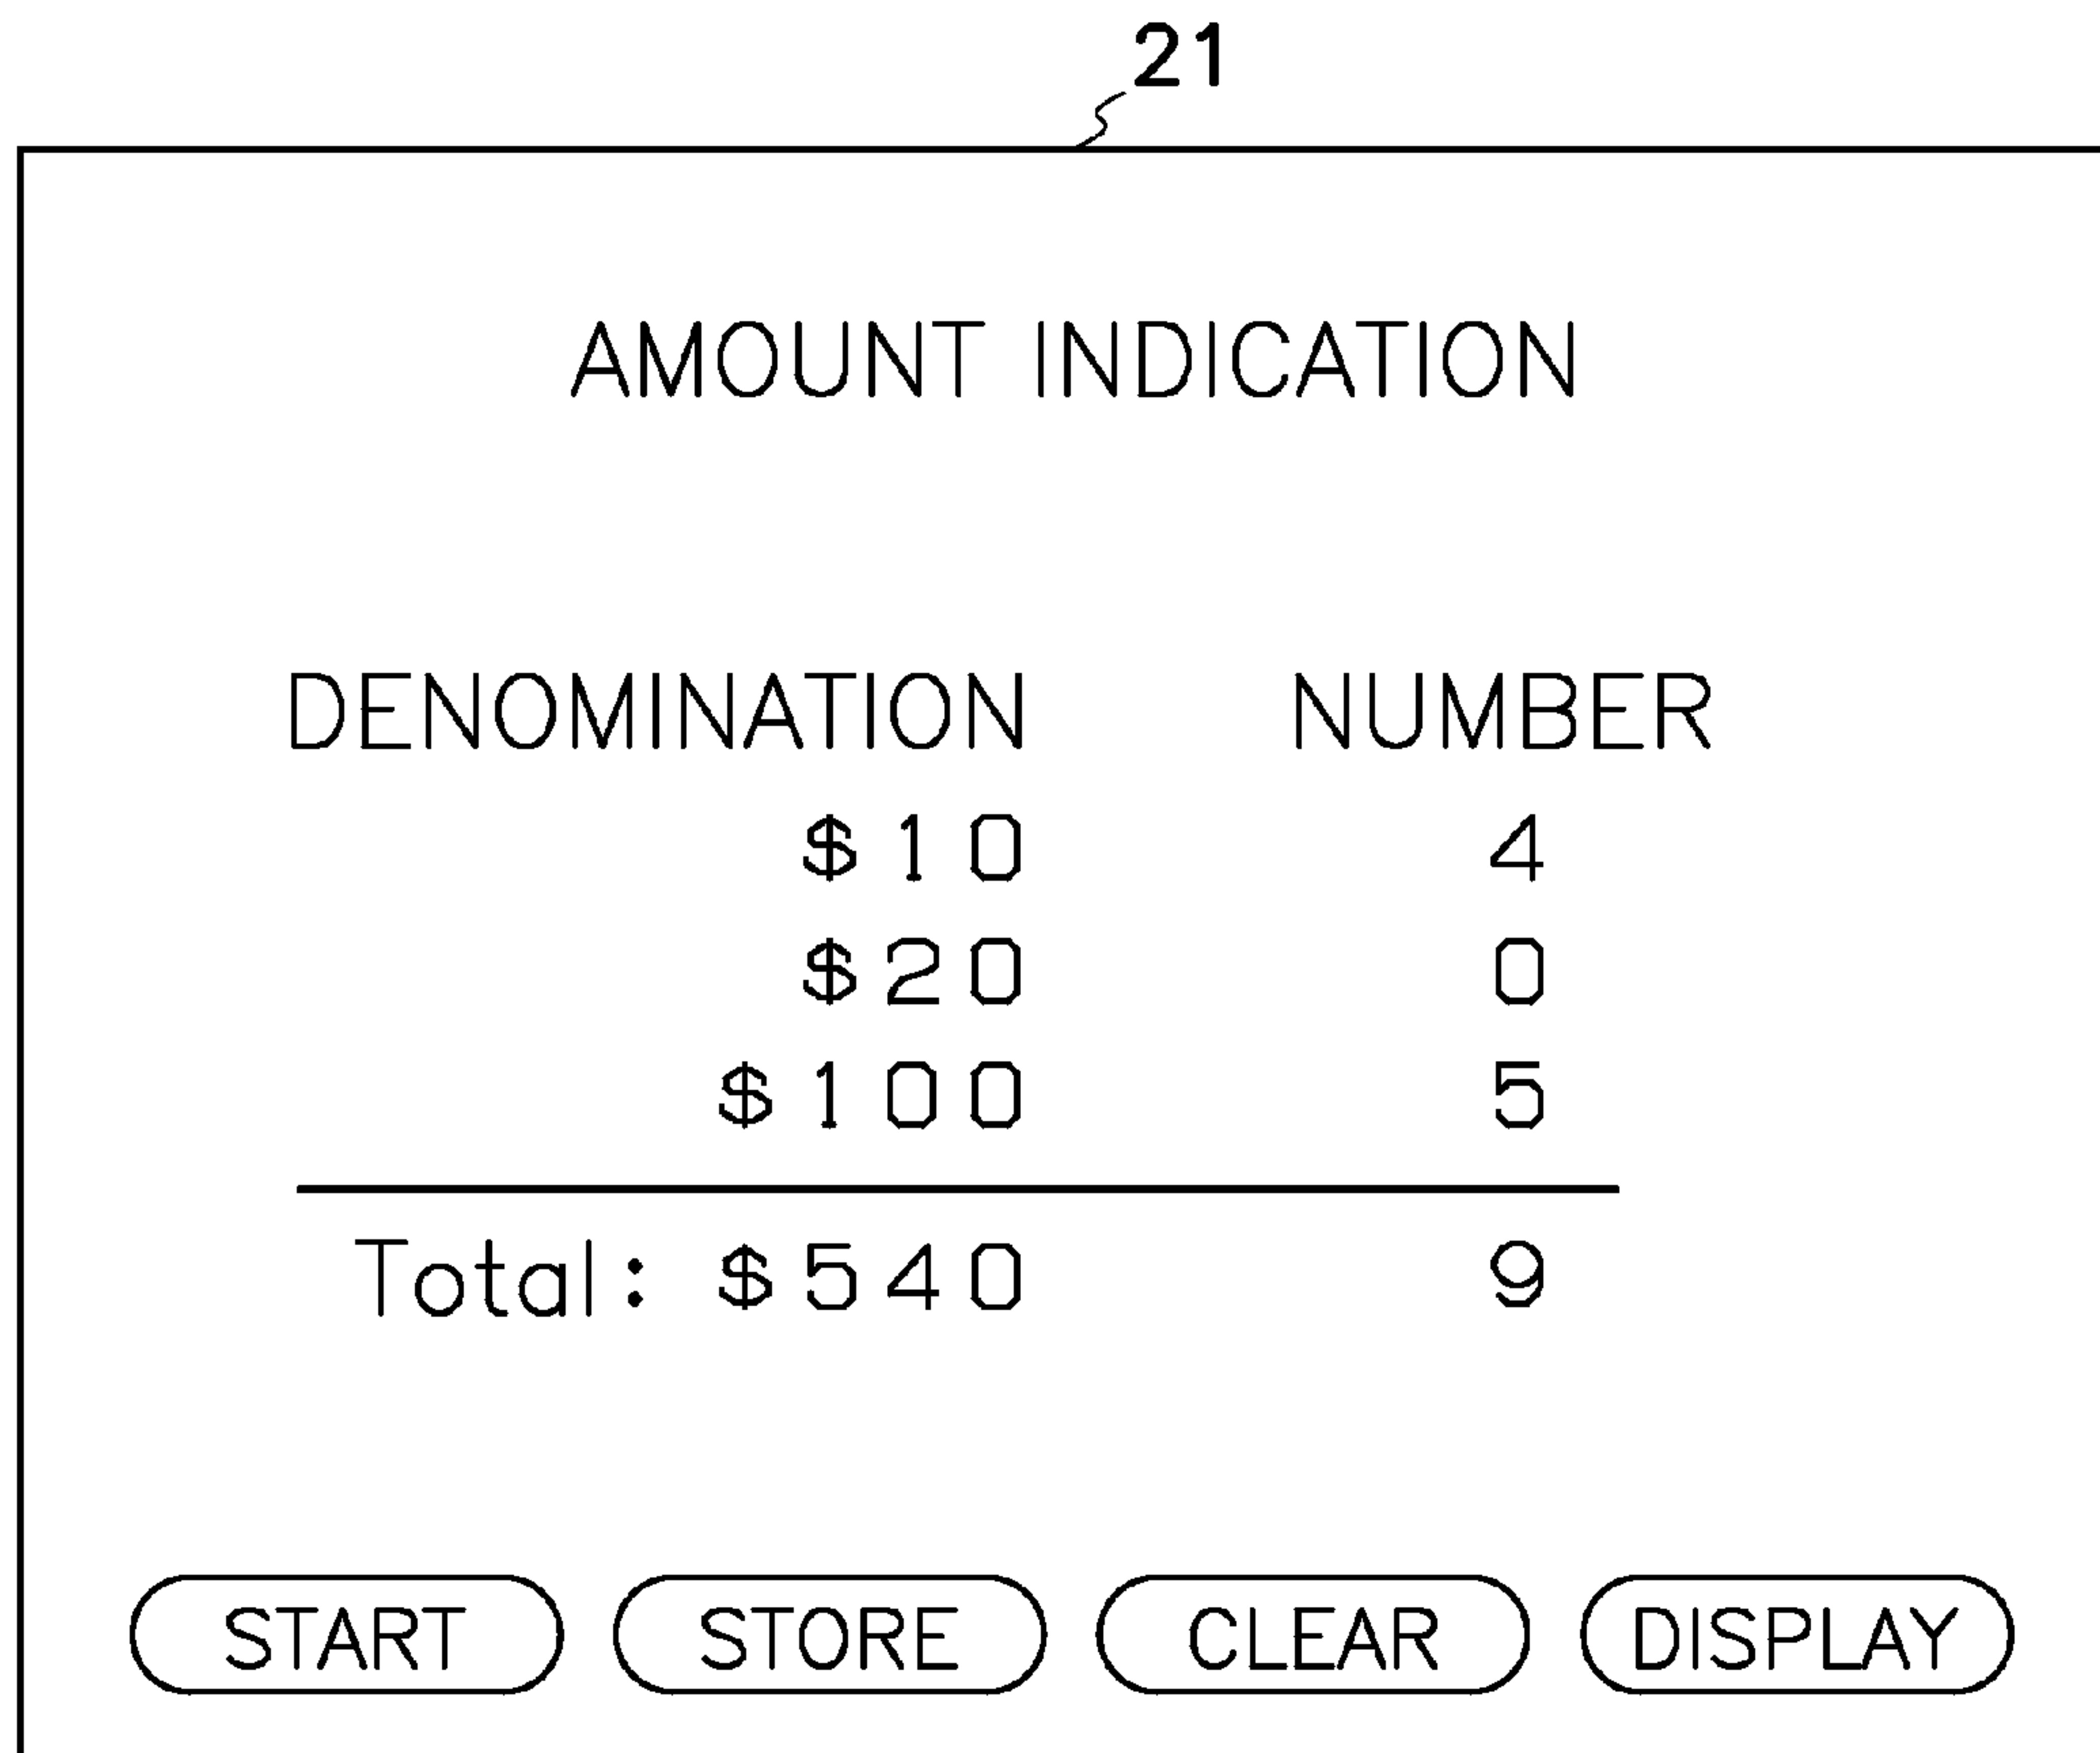 21
AMOUNT INDICATION
DENOMINATION NUMBER
$10 4
$20 0
$100 5
Total: $540 9
START STORE CLEAR DISPLAY